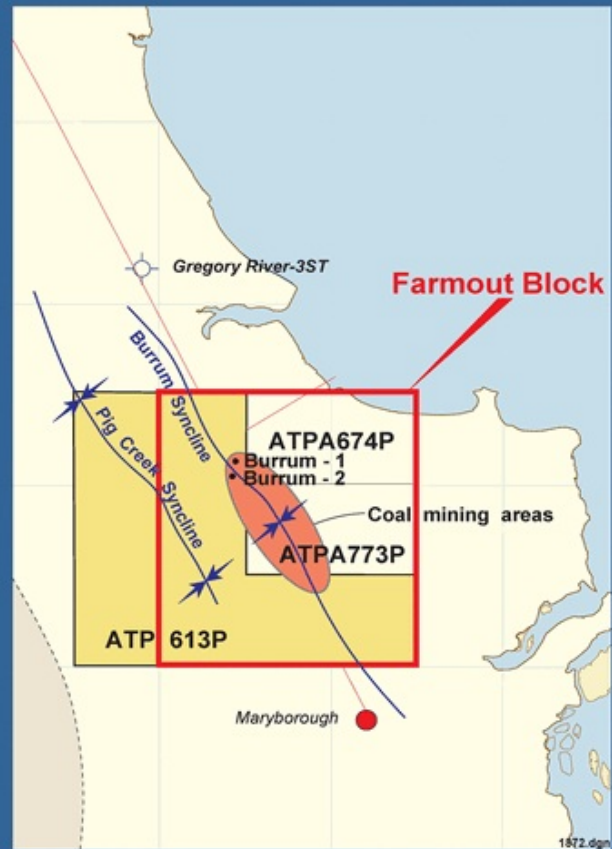 Gregory River-3ST
Farmout Block
Burrum Syncline
Pig Creek Syncline
ATPA674P
Burrum - 1
Burrum - 2
Coal mining areas
ATPA773P
ATP 613P
Maryborough
1872.dgn